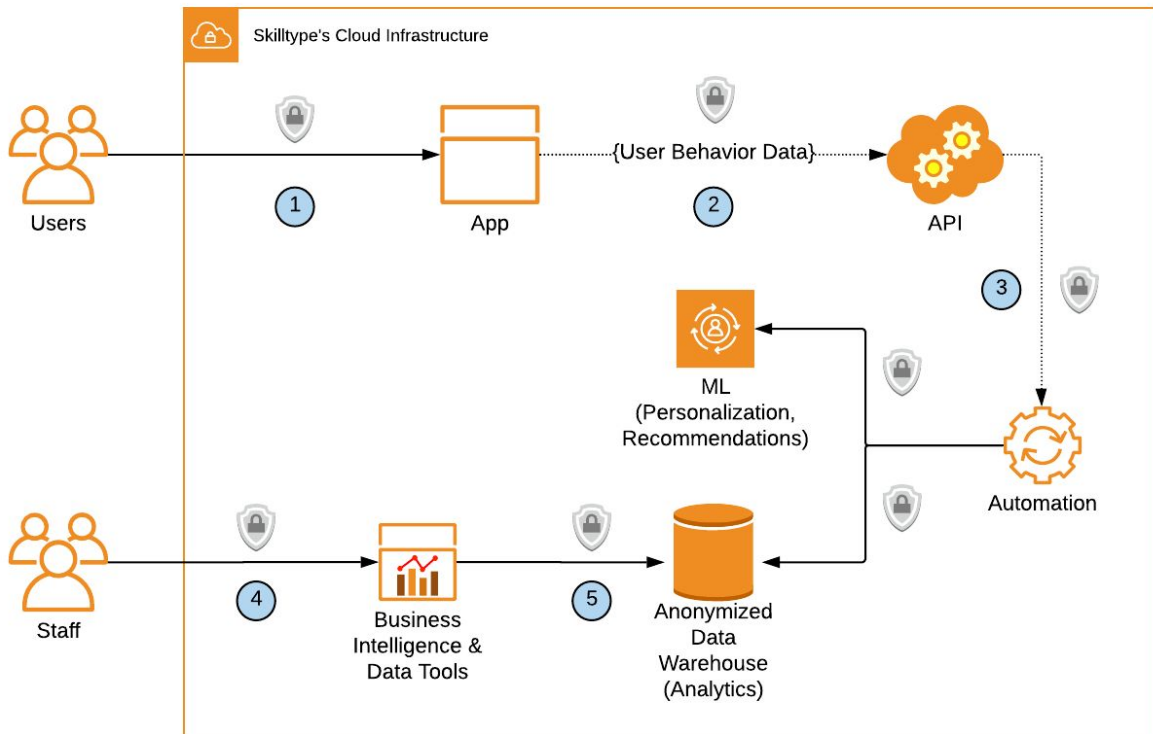 Skilltype's Cloud Infrastructure
{User Behavior Data}
1
2
Users
App
API
3
ML
(Personalization,
Recommendations)
Automation
4
5
Staff
Business
Intelligence &
Data Tools
Anonymized
Data
Warehouse
(Analytics)